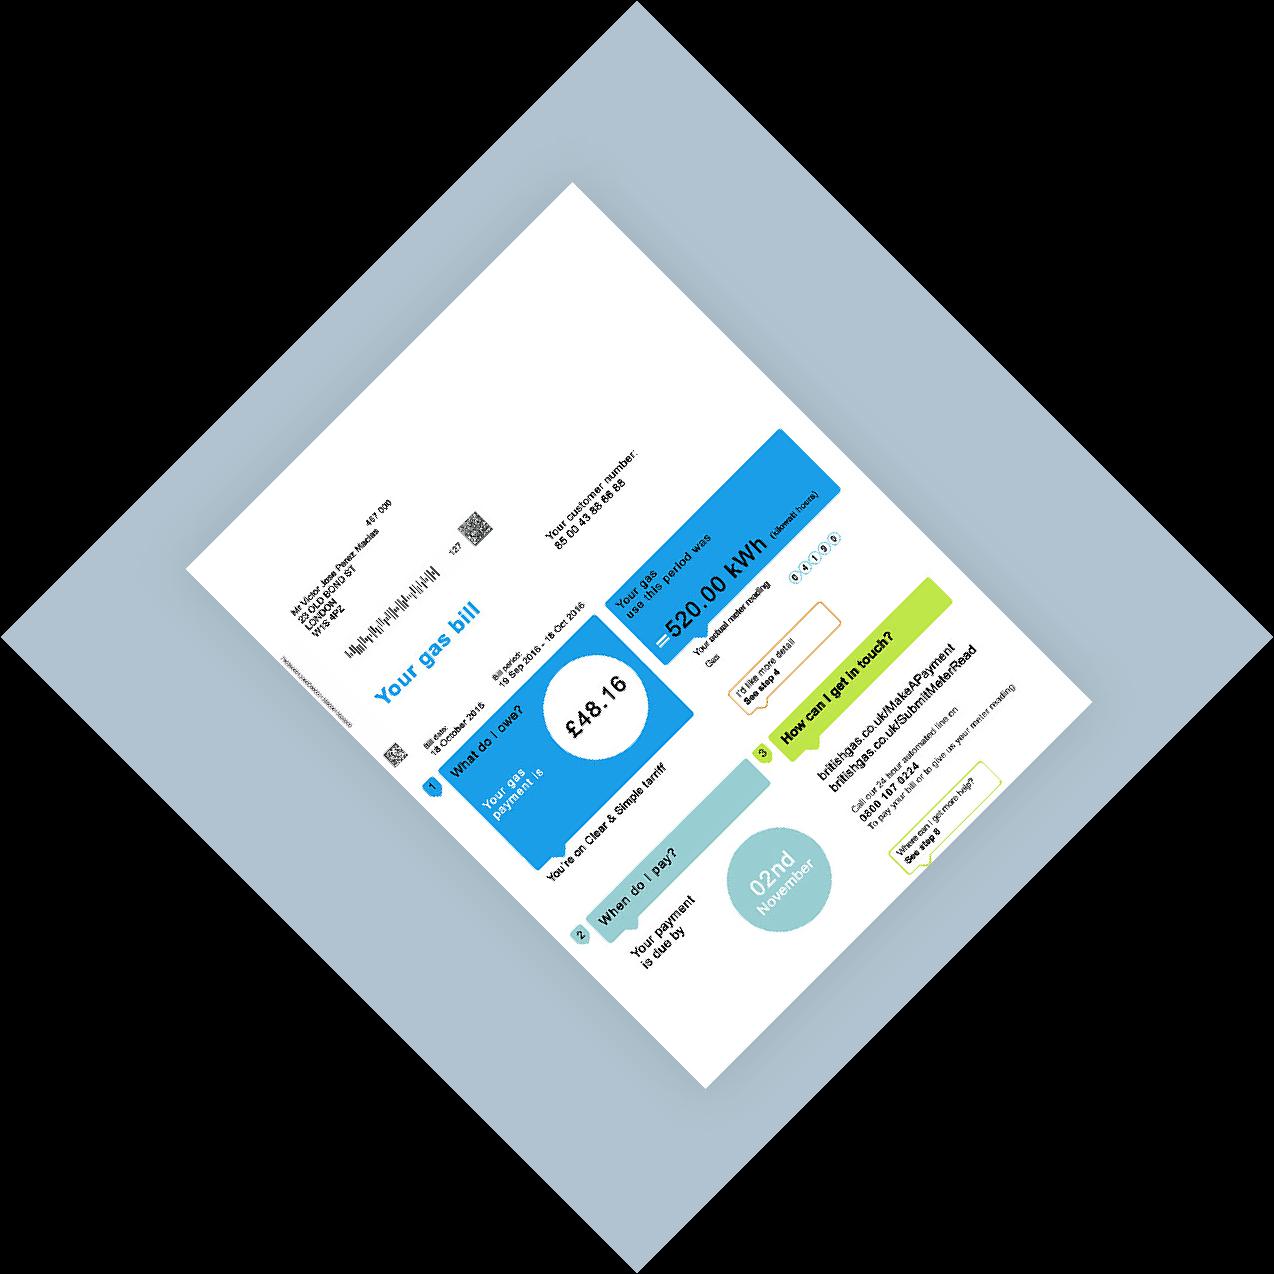 467 000
Mr Victor Jose Perez Macias
23 OLD BOND ST
LONDON
W1S 4PZ
127
Your customer number:
85 00 43 88 66 88
Your gas bill
Bill date:
18 October 2016
Bill period:
19 Sep 2016 - 18 Oct 2016
1
What do I owe?
Your gas
payment is
£48.16
Your gas
use this period was
=520.00 kWh (kilowatt hours)
You're on Clear & Simple tarriff
Your actual meter reading
Gas
0 4 1 9 0
I'd like more detail
See step 4
2
When do I pay?
Your payment
is due by
02nd
November
3
How can I get in touch?
britishgas.co.uk/MakeAPayment
britishgas.co.uk/SubmitMeterRead
Call our 24 hour automated line on
0800 107 0224
To pay your bill or to give us your meter reading
Where can I get more help?
See step 8